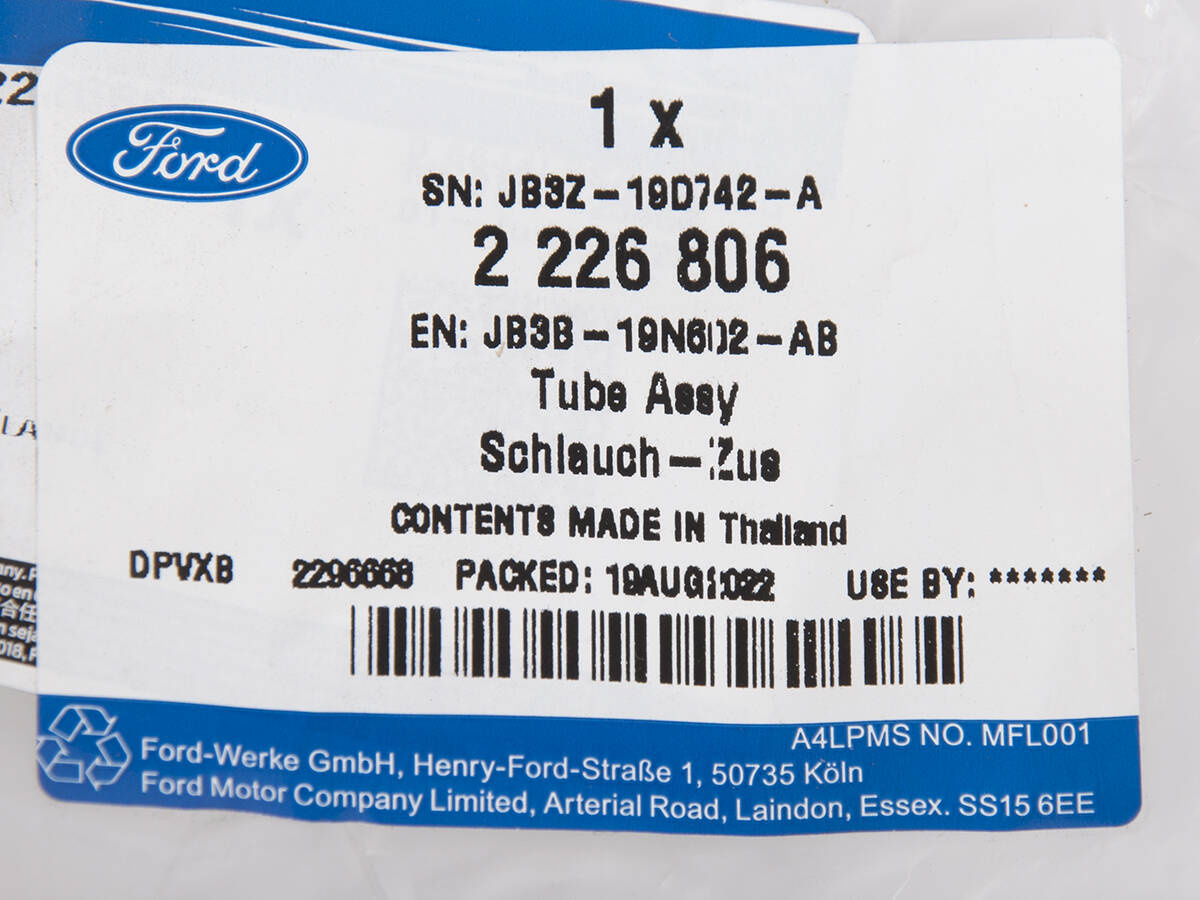 22
Ford
1 x
SN: JB3Z-19D742-A
2 226 806
EN: JB3B-19N602-AB
Tube Assy
Schlauch-Zus
CONTENTS MADE IN Thailand
DPVXB 2296668 PACKED: 19AUG2022 USE BY: *******
A4LPMS NO. MFL001
Ford-Werke GmbH, Henry-Ford-Straße 1, 50735 Köln
Ford Motor Company Limited, Arterial Road, Laindon, Essex. SS15 6EE